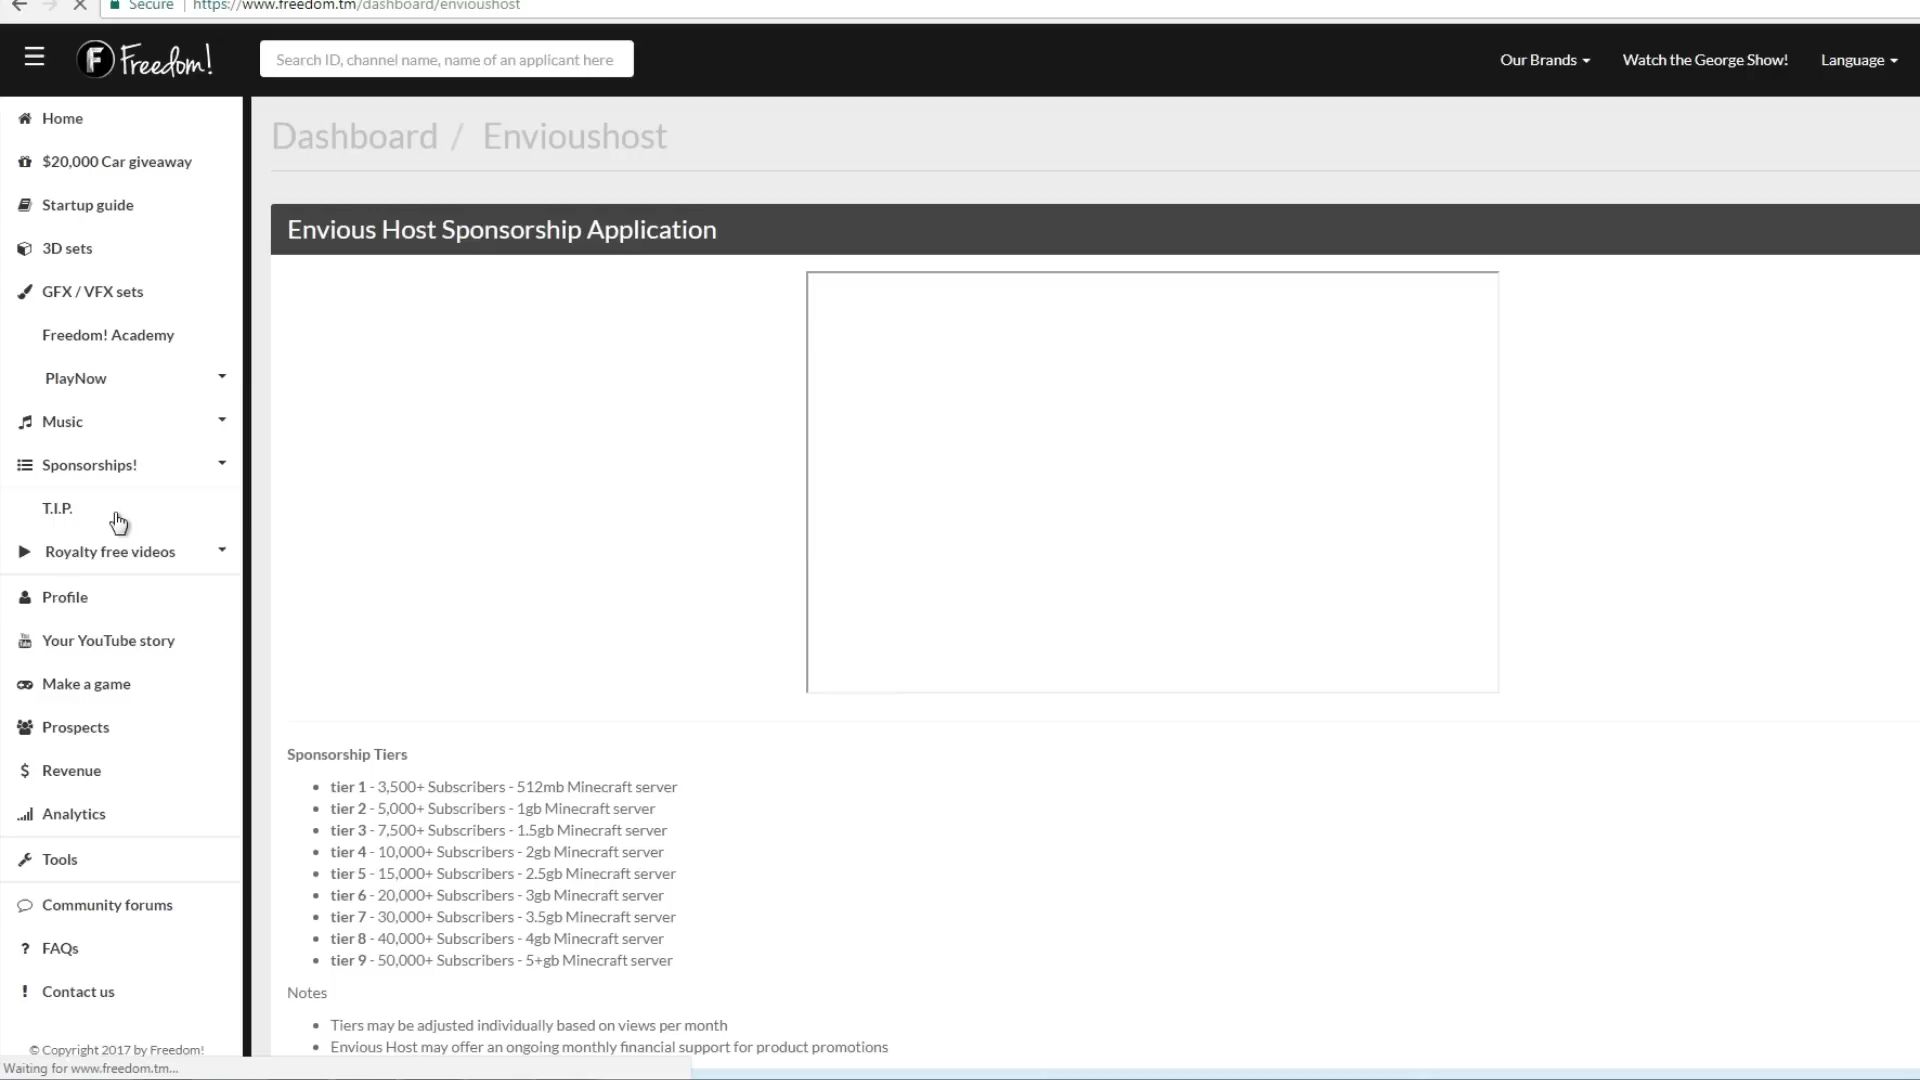 Secure | https://www.freedom.tm/dashboard/envioushost
Freedom!
Search ID, channel name, name of an applicant here
Our Brands
Watch the George Show!
Language
Home
$20,000 Car giveaway
Startup guide
3D sets
GFX / VFX sets
Freedom! Academy
PlayNow
Music
Sponsorships!
T.I.P.
Royalty free videos
Profile
Your YouTube story
Make a game
Prospects
$ Revenue
Analytics
Tools
Community forums
? FAQs
! Contact us
© Copyright 2017 by Freedom!
Waiting for www.freedom.tm...
Dashboard / Envioushost
Envious Host Sponsorship Application
Sponsorship Tiers
• tier 1 - 3,500+ Subscribers - 512mb Minecraft server
• tier 2 - 5,000+ Subscribers - 1gb Minecraft server
• tier 3 - 7,500+ Subscribers - 1.5gb Minecraft server
• tier 4 - 10,000+ Subscribers - 2gb Minecraft server
• tier 5 - 15,000+ Subscribers - 2.5gb Minecraft server
• tier 6 - 20,000+ Subscribers - 3gb Minecraft server
• tier 7 - 30,000+ Subscribers - 3.5gb Minecraft server
• tier 8 - 40,000+ Subscribers - 4gb Minecraft server
• tier 9 - 50,000+ Subscribers - 5+gb Minecraft server
Notes
• Tiers may be adjusted individually based on views per month
• Envious Host may offer an ongoing monthly financial support for product promotions